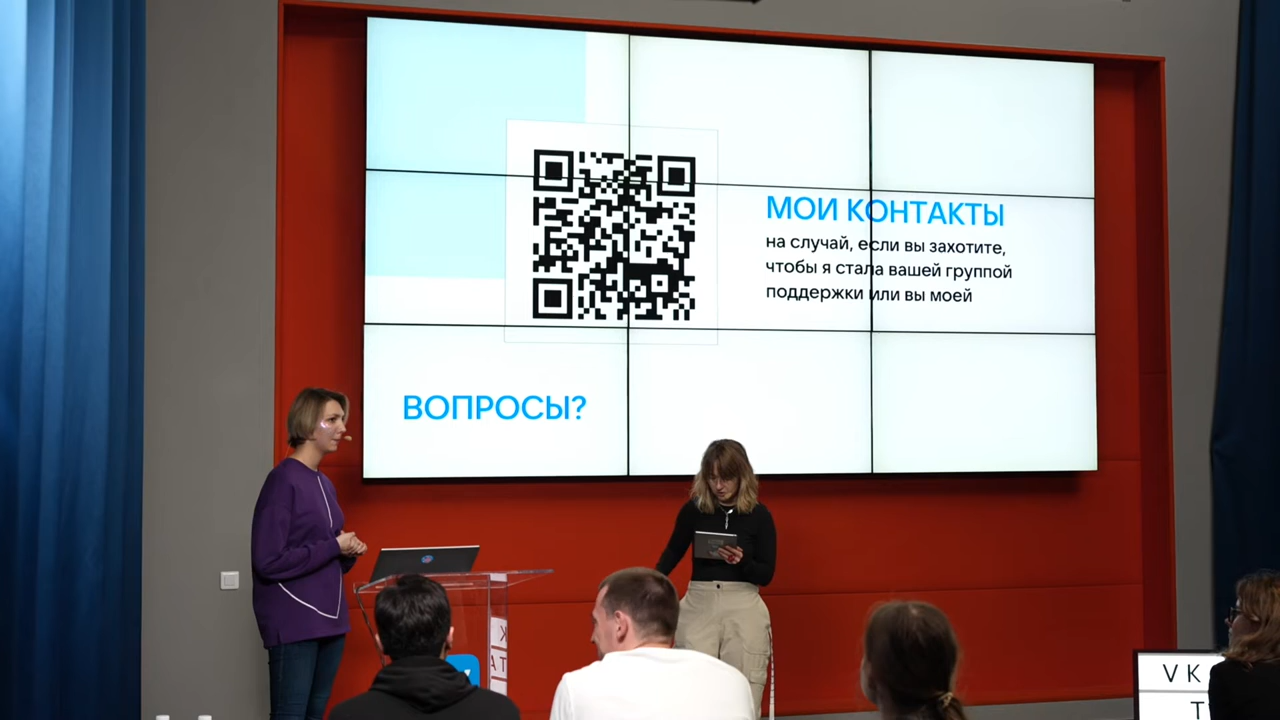 МОИ КОНТАКТЫ
на случай, если вы захотите,
чтобы я стала вашей группой
поддержки или вы моей
ВОПРОСЫ?
VK